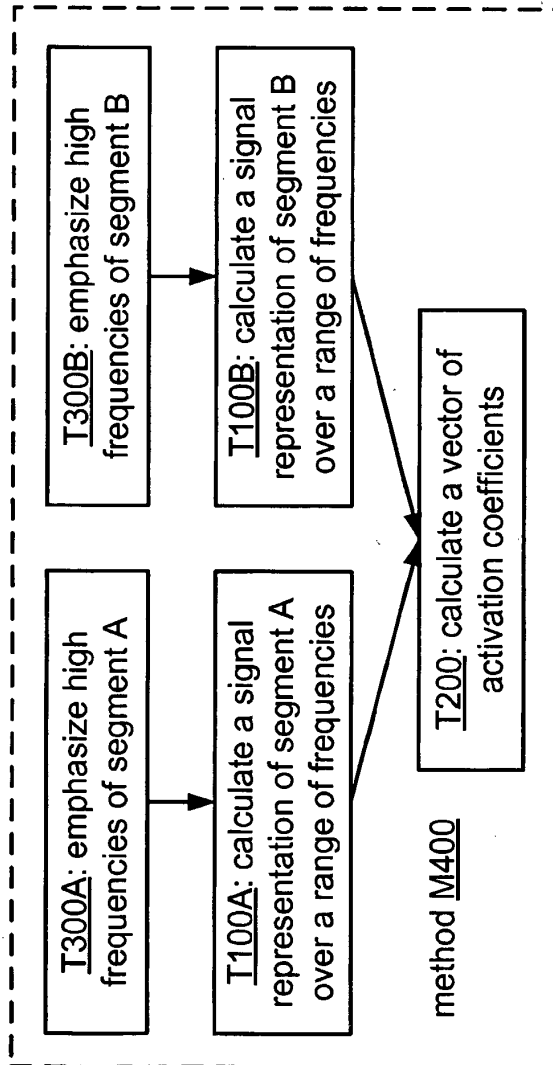 T300A: emphasize high
frequencies of segment A
T300B: emphasize high
frequencies of segment B
T100A: calculate a signal
representation of segment A
over a range of frequencies
T100B: calculate a signal
representation of segment B
over a range of frequencies
T200: calculate a vector of
activation coefficients
method M400